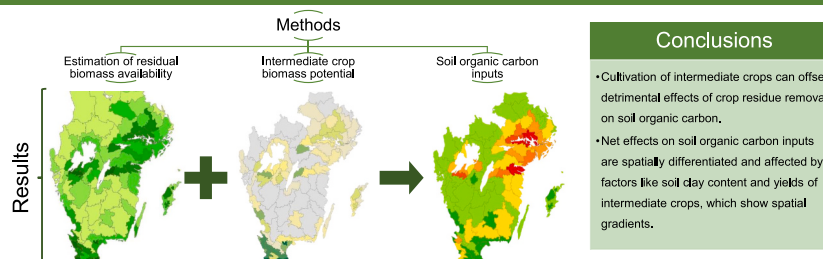 Methods
Estimation of residual
biomass availability
Intermediate crop
biomass potential
Soil organic carbon
inputs
Results
Conclusions
•Cultivation of intermediate crops can offse
detrimental effects of crop residue remova
on soil organic carbon.
•Net effects on soil organic carbon inputs
are spatially differentiated and affected by
factors like soil clay content and yields of
intermediate crops, which show spatial
gradients.